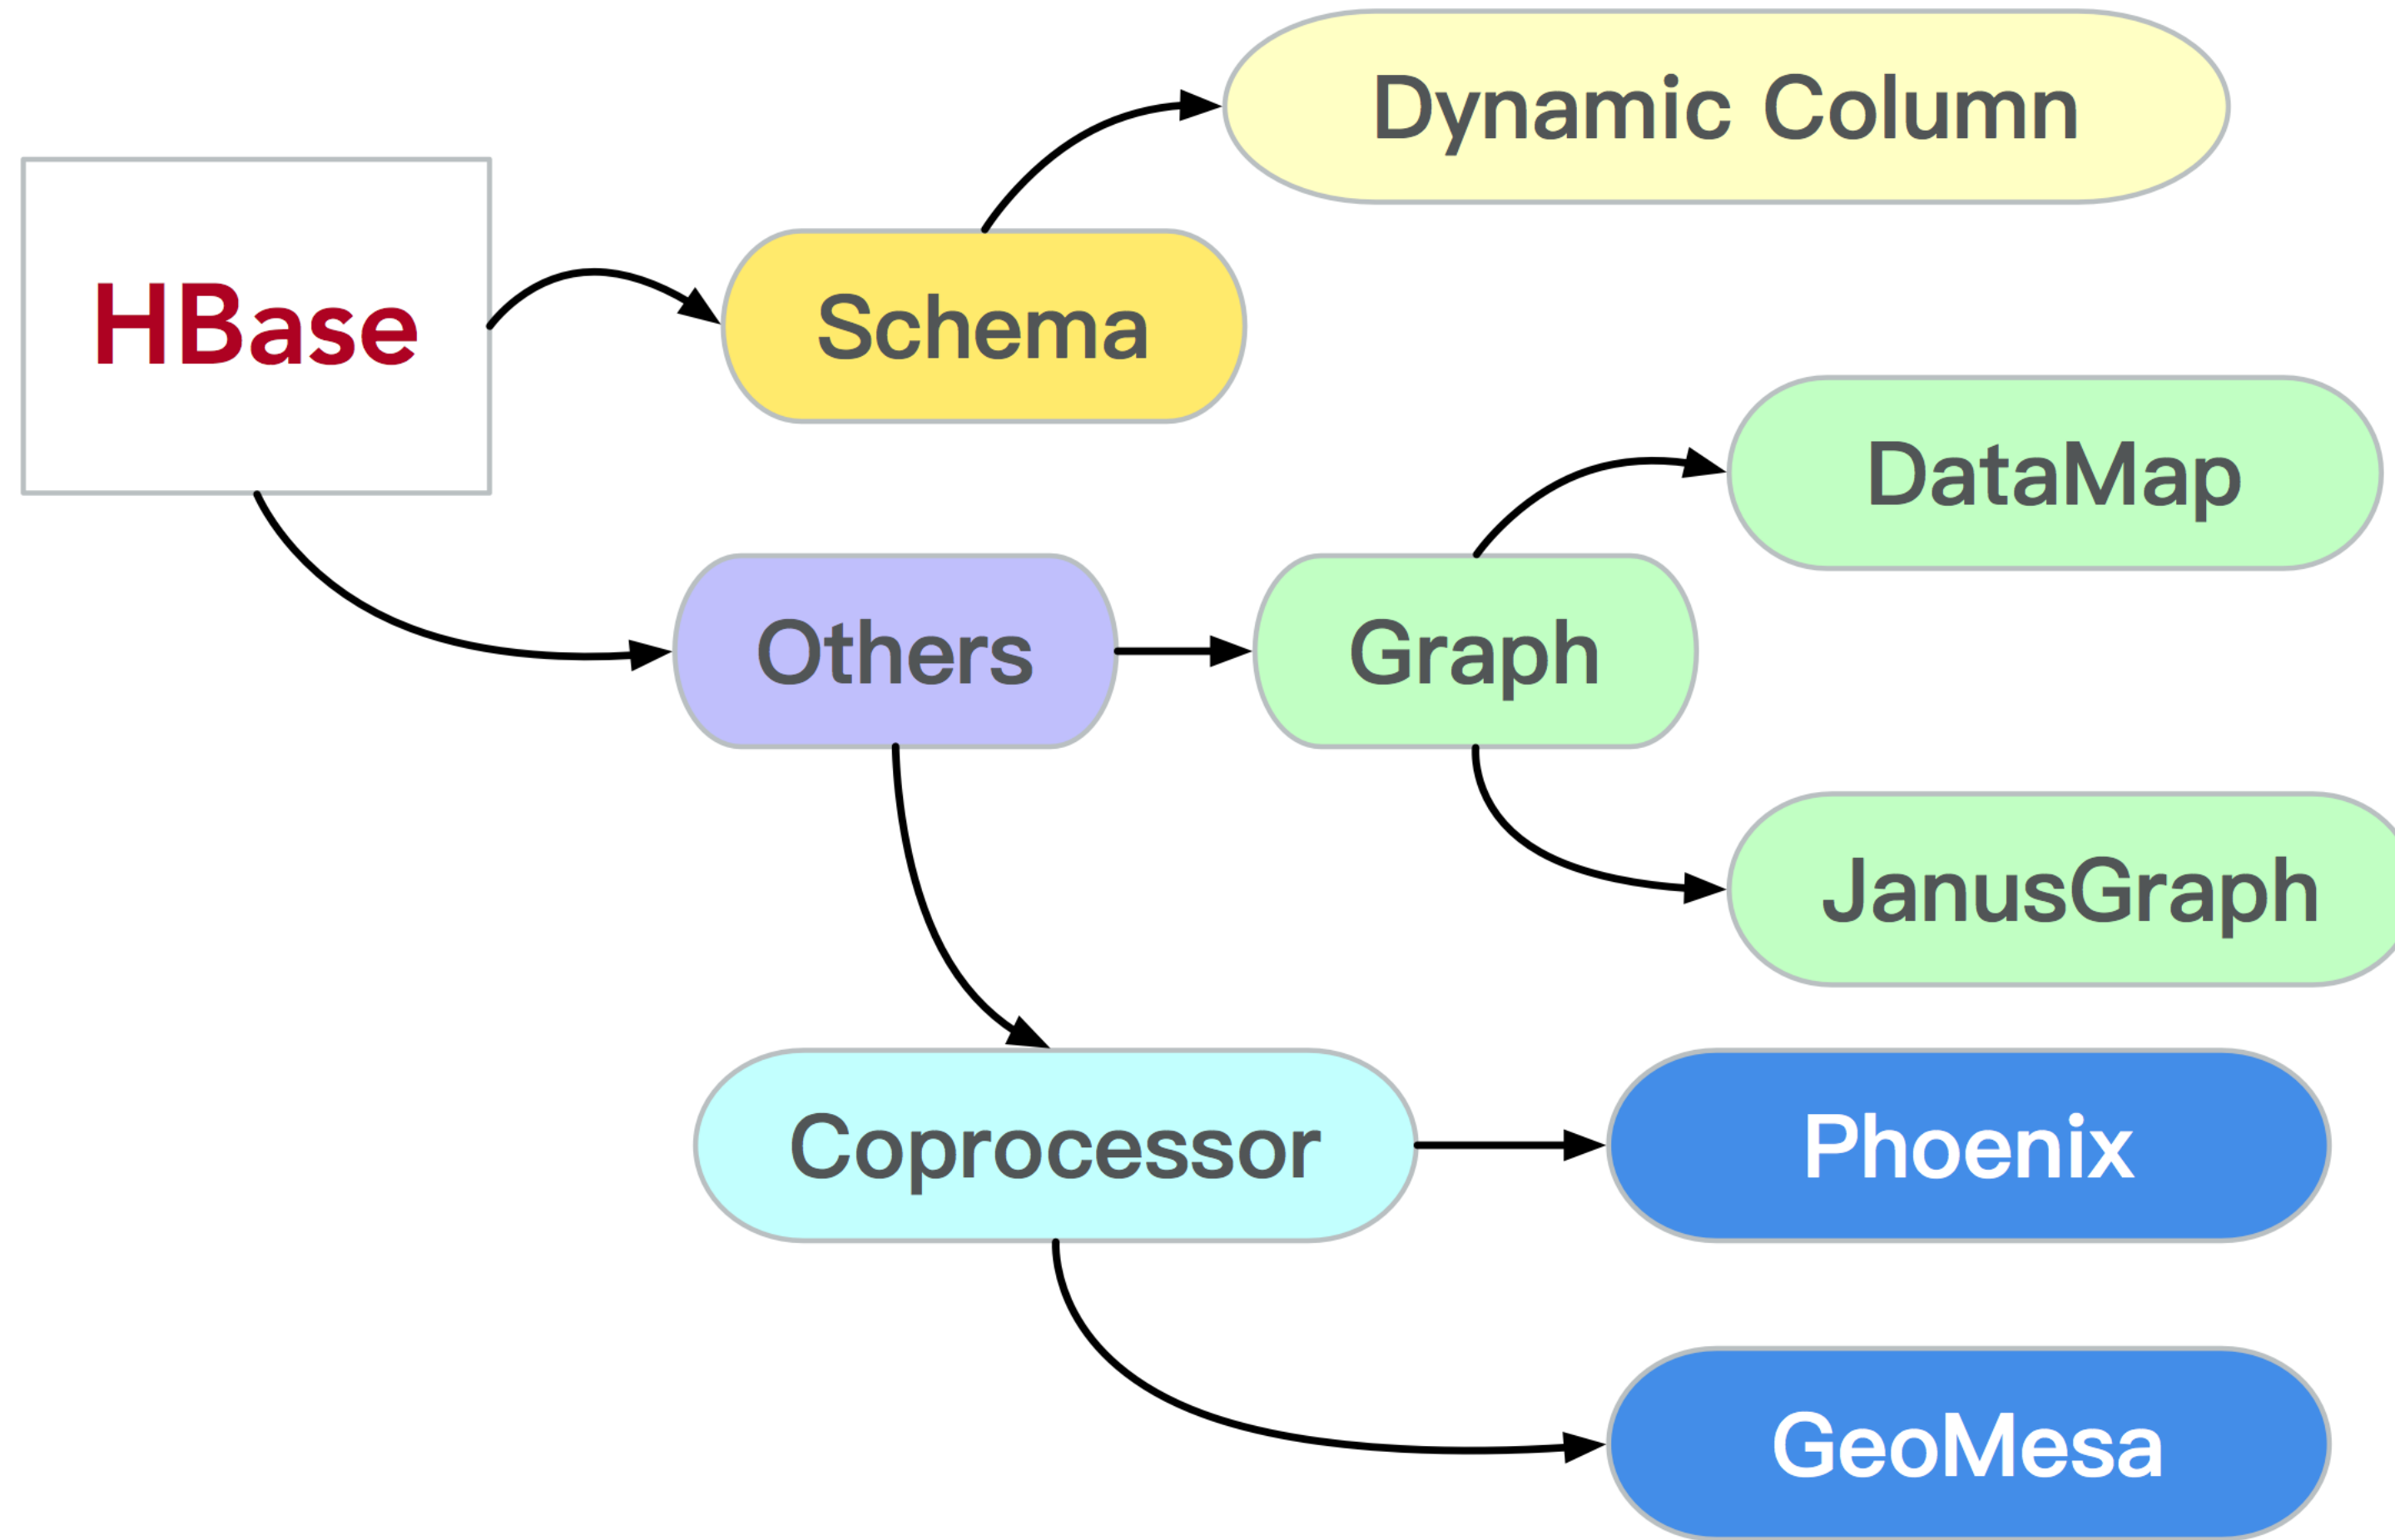 Dynamic Column
HBase
Schema
DataMap
Others
Graph
JanusGraph
Coprocessor
Phoenix
GeoMesa